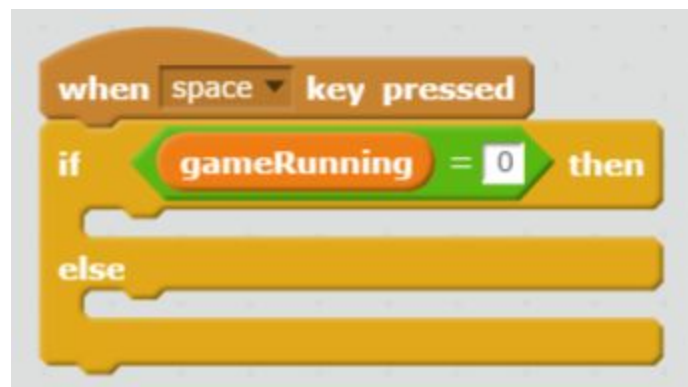 when space key pressed
if gameRunning = 0 then
else